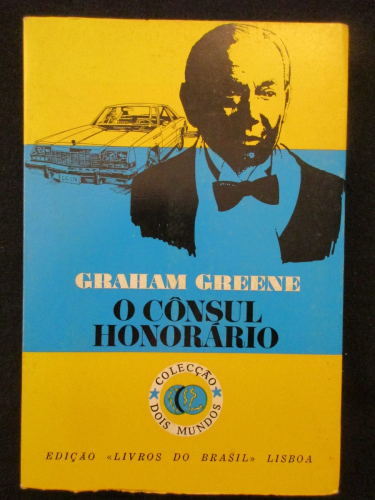 GRAHAM GREENE
O CÔNSUL
HONORÁRIO
COLECÇÃO
DOIS MUNDOS
EDIÇÃO «LIVROS DO BRASIL» LISBOA